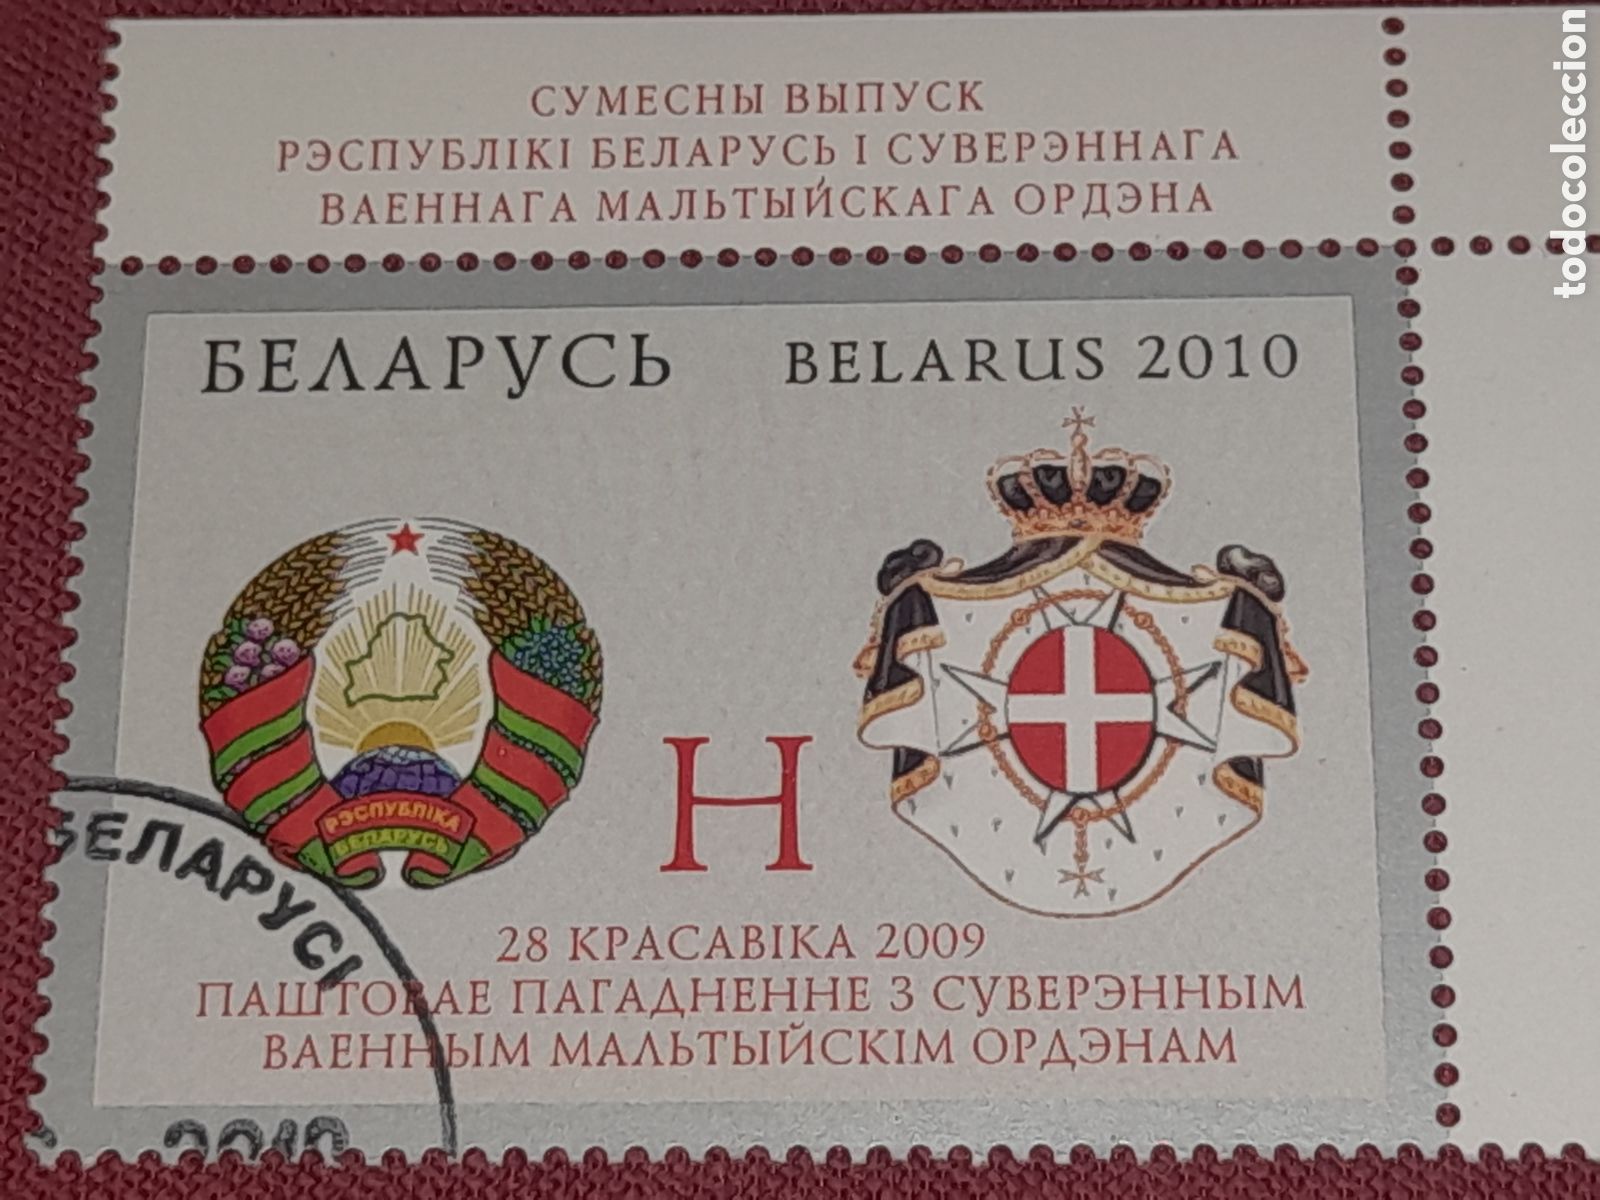 СУМЕСНЫ ВЫПУСК
РЭСПУБЛІКІ БЕЛАРУСЬ І СУВЕРЭННАГА
ВАЕННАГА МАЛЬТЫЙСКАГА ОРДЭНА
БЕЛАРУСЬ BELARUS 2010
РЭСПУБЛІКА
БЕЛАРУСЬ
Н
28 КРАСАВІКА 2009
ПАШТОВАЕ ПАГАДНЕННЕ З СУВЕРЭННЫМ
ВАЕННЫМ МАЛЬТЫЙСКІМ ОРДЭНАМ
БЕЛАРУСІ
2010
todocoleccion